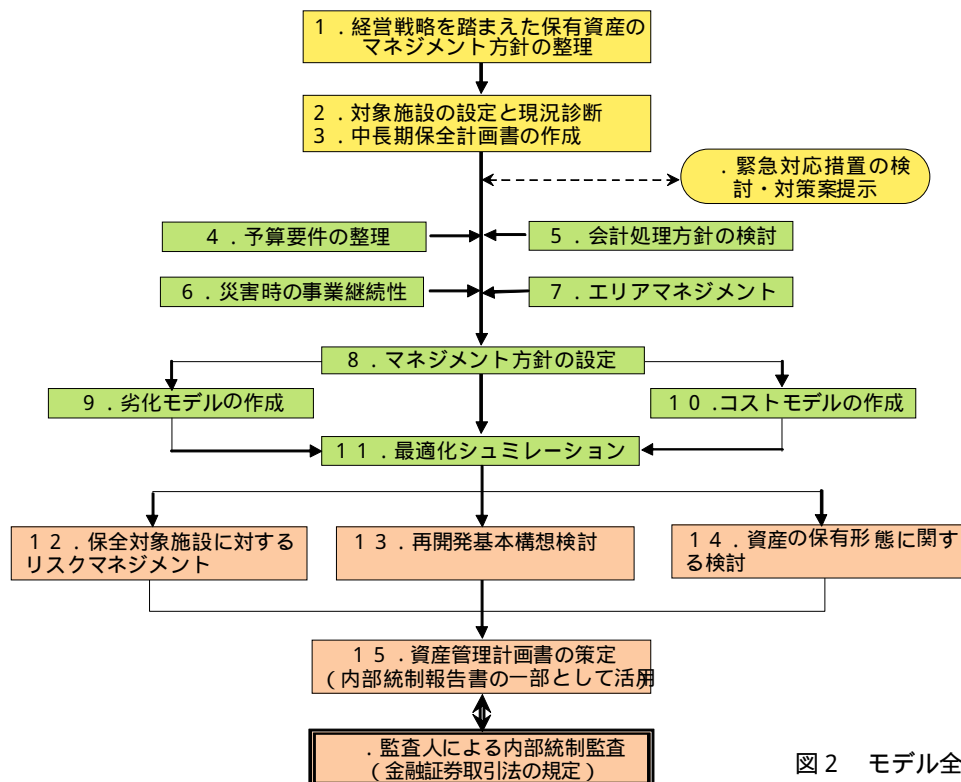 １．経営戦略を踏まえた保有資産の
マネジメント方針の整理
２．対象施設の設定と現況診断
３．中長期保全計画書の作成
．緊急対応措置の検
討・対策案提示
４．予算要件の整理
５．会計処理方針の検討
６．災害時の事業継続性
７．エリアマネジメント
８．マネジメント方針の設定
９．劣化モデルの作成
１０．コストモデルの作成
１１．最適化シュミレーション
１２．保全対象施設に対する
リスクマネジメント
１３．再開発基本構想検討
１４．資産の保有形態に関す
る検討
１５．資産管理計画書の策定
（内部統制報告書の一部として活用
．監査人による内部統制監査
（金融証券取引法の規定）
図２　モデル全